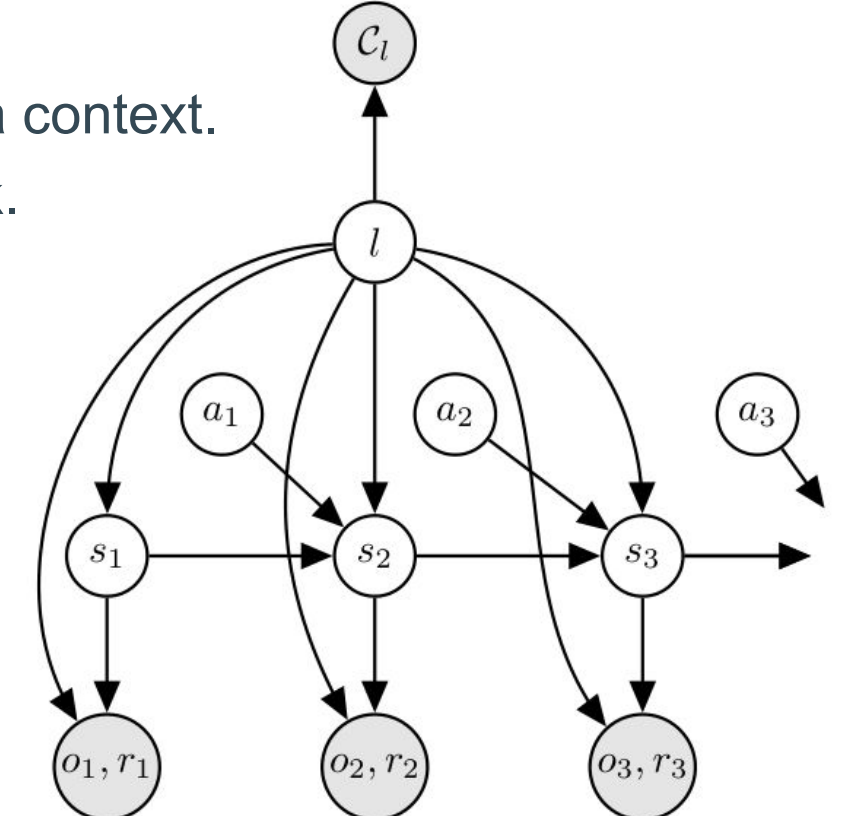 C_l
context.
l
a_1 a_2 a_3
s_1 s_2 s_3
o_1, r_1 o_2, r_2 o_3, r_3